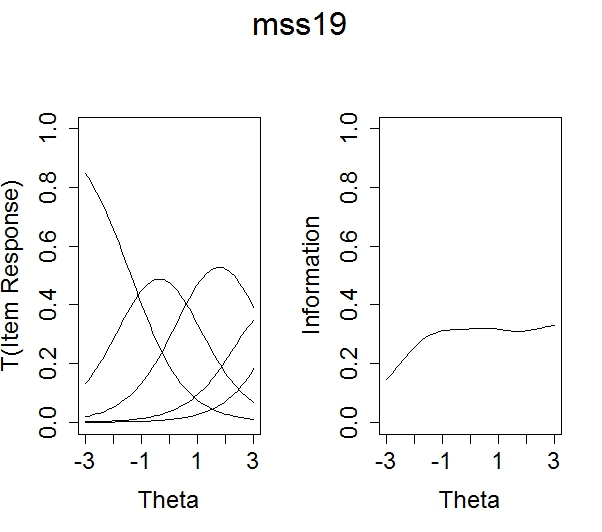 mss19
T(Item Response)
1.0
0.8
0.6
0.4
0.2
0.0
-3 -1 1 3
Theta
Information
1.0
0.8
0.6
0.4
0.2
0.0
-3 -1 1 3
Theta